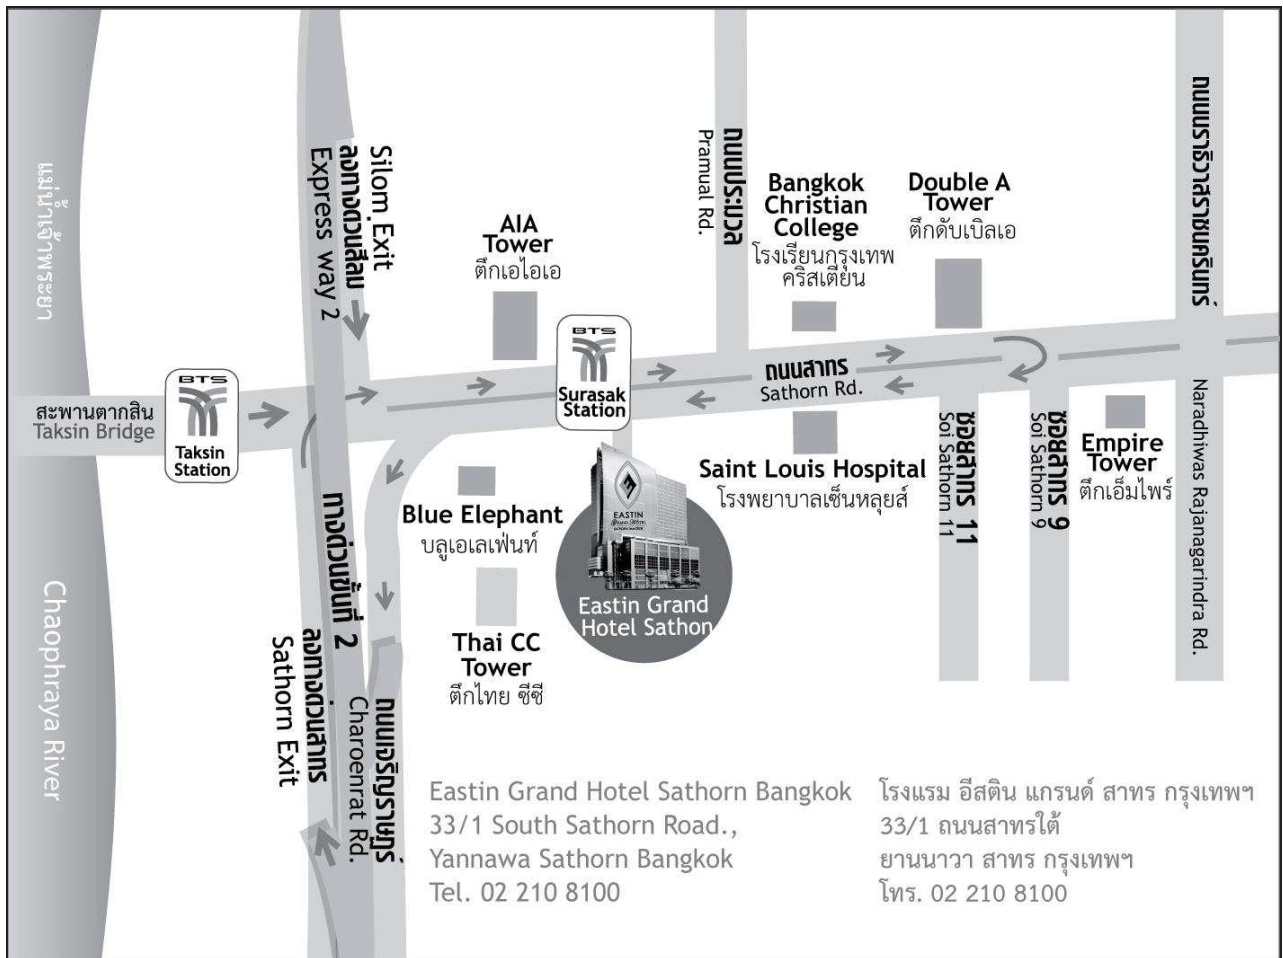 แม่น้ำเจ้าพระยา
Chaophraya River
สะพานตากสิน
Taksin Bridge
BTS
Taksin
Station
Silom Exit
ลงทางด่วนสีลม
Express way 2
AIA
Tower
ตึกเอไอเอ
BTS
Surasak
Station
ถนนประมวล
Pramual Rd.
Bangkok
Christian
College
โรงเรียนกรุงเทพ
คริสเตียน
Double A
Tower
ตึกดับเบิลเอ
ถนนนราธิวาสราชนครินทร์
Naradhiwas Rajanagarindra Rd.
ถนนสาทร
Sathorn Rd.
Blue Elephant
บลูเอเลเฟ่นท์
Thai CC
Tower
ตึกไทย ซีซี
EASTIN
Eastin Grand
Hotel Sathon
Saint Louis Hospital
โรงพยาบาลเซ็นหลุยส์
ซอยสาทร 11
Soi Sathorn 11
ซอยสาทร 9
Soi Sathorn 9
Empire
Tower
ตึกเอ็มไพร์
ทางด่วนขั้นที่ 2
ลงทางด่วนสาทร
Sathorn Exit
ถนนเจริญราษฎร์
Charoenrat Rd.
Eastin Grand Hotel Sathorn Bangkok
33/1 South Sathorn Road.,
Yannawa Sathorn Bangkok
Tel. 02 210 8100
โรงแรม อีสติน แกรนด์ สาทร กรุงเทพฯ
33/1 ถนนสาทรใต้
ยานนาวา สาทร กรุงเทพฯ
โทร. 02 210 8100